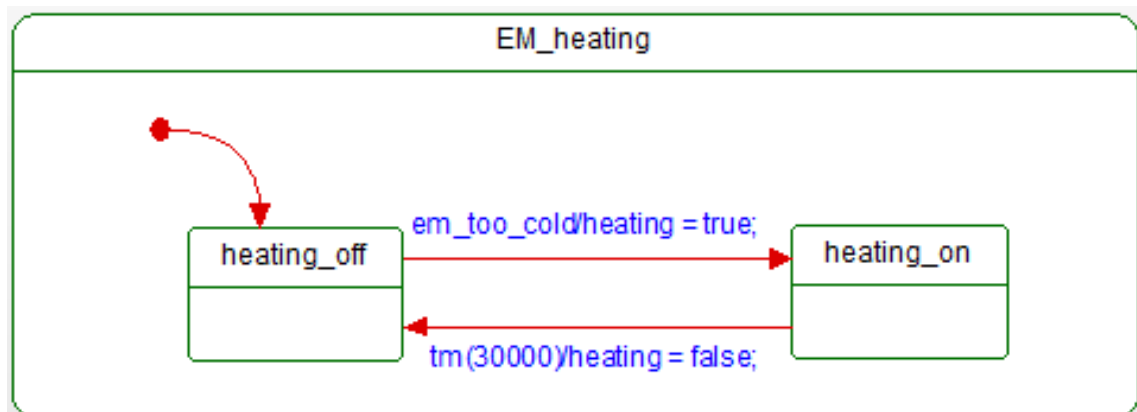 EM_heating
em_too_cold/heating = true;
heating_off
heating_on
tm(30000)/heating = false;